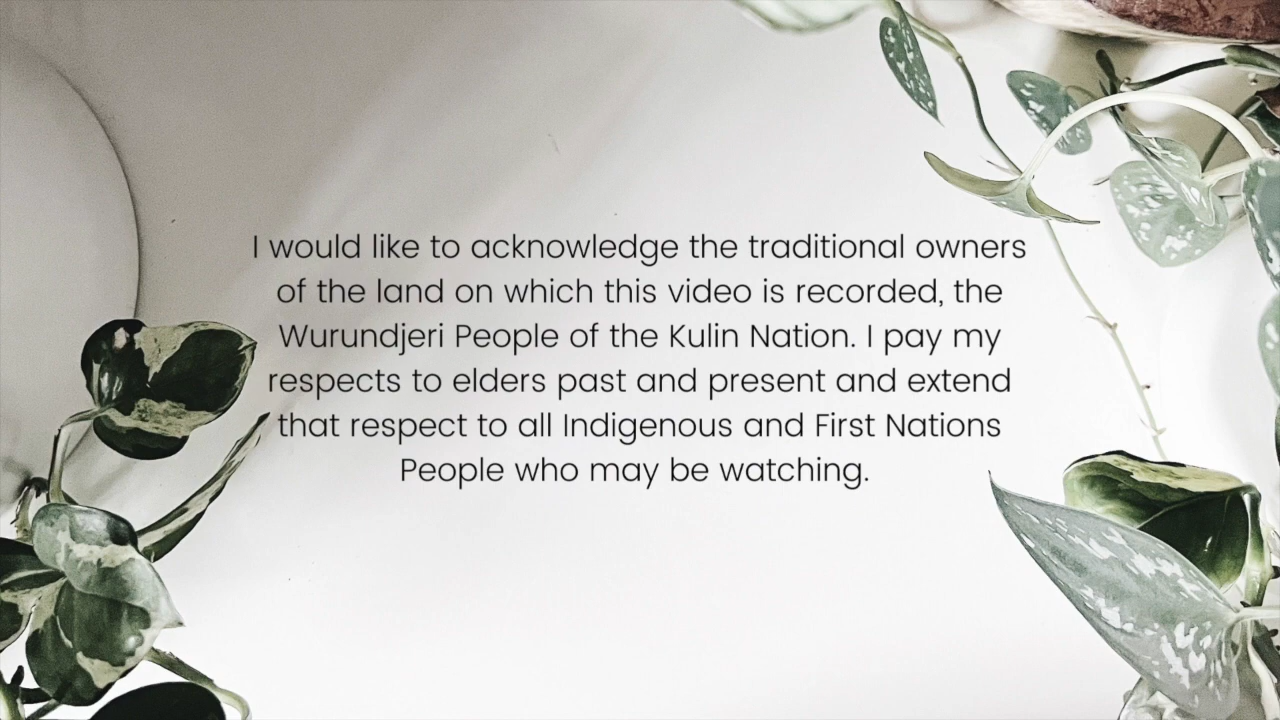 I would like to acknowledge the traditional owners
of the land on which this video is recorded, the
Wurundjeri People of the Kulin Nation. I pay my
respects to elders past and present and extend
that respect to all Indigenous and First Nations
People who may be watching.